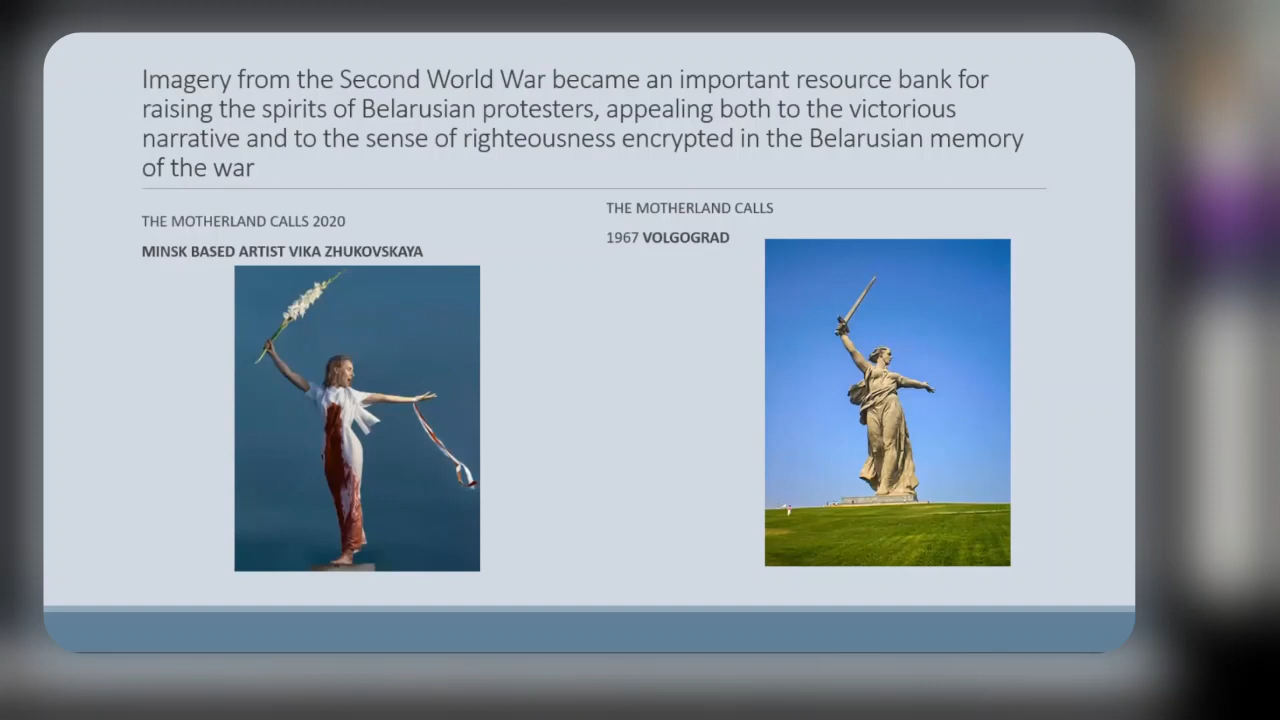 Imagery from the Second World War became an important resource bank for
raising the spirits of Belarusian protesters, appealing both to the victorious
narrative and to the sense of righteousness encrypted in the Belarusian memory
of the war
THE MOTHERLAND CALLS 2020
MINSK BASED ARTIST VIKA ZHUKOVSKAYA
THE MOTHERLAND CALLS
1967 VOLGOGRAD